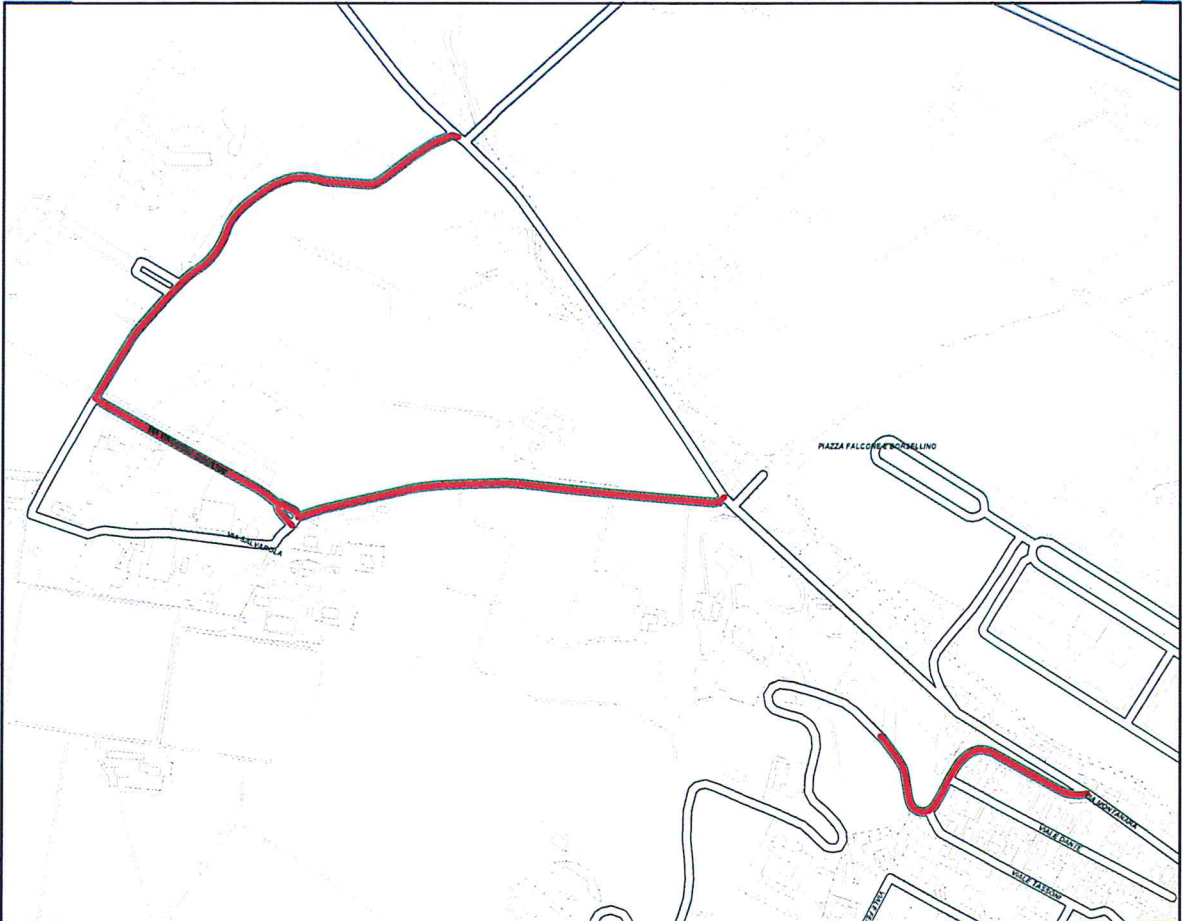 PIAZZA FALCONE E BORSELLINO
VIA SALVAROLA
VIA MONTANARA
VIALE DANTE
VIALE TASSONI